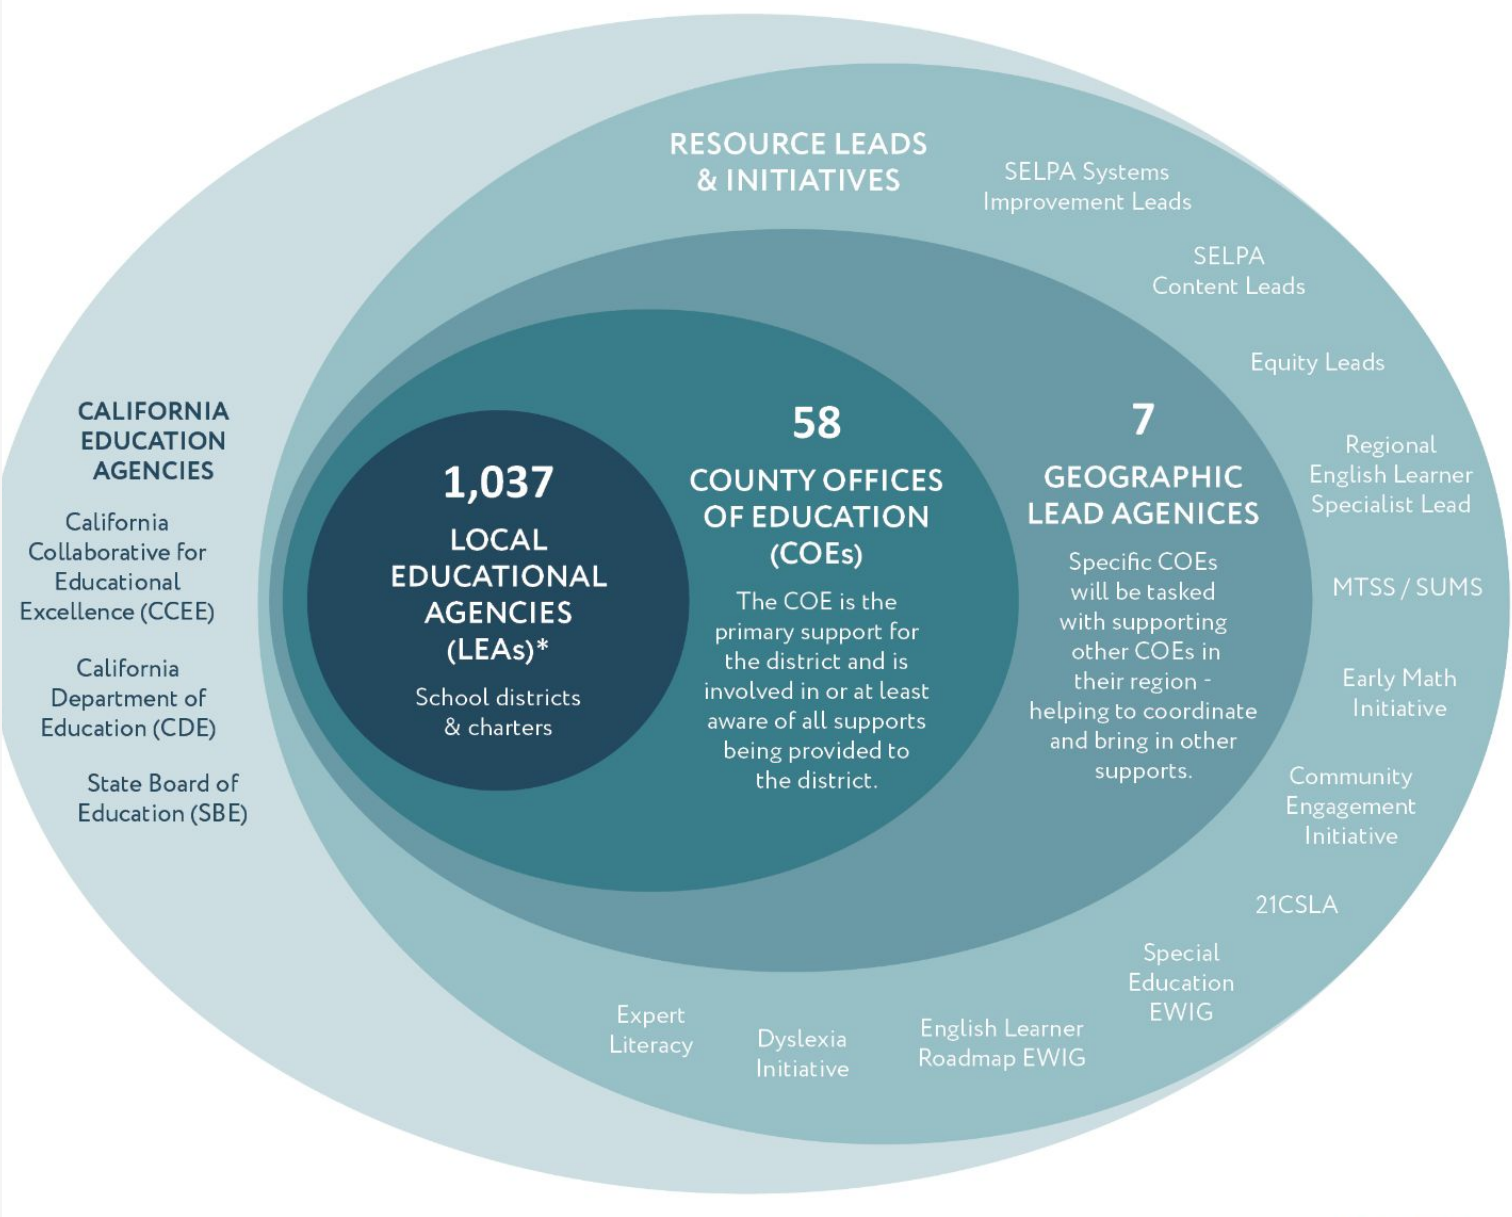 RESOURCE LEADS
& INITIATIVES
SELPA Systems
Improvement Leads
SELPA
Content Leads
Equity Leads
Regional
English Learner
Specialist Lead
MTSS / SUMS
Early Math
Initiative
Community
Engagement
Initiative
21CSLA
Special
Education
EWIG
English Learner
Roadmap EWIG
Dyslexia
Initiative
Expert
Literacy
CALIFORNIA
EDUCATION
AGENCIES
California
Collaborative for
Educational
Excellence (CCEE)
California
Department of
Education (CDE)
State Board of
Education (SBE)
1,037
LOCAL
EDUCATIONAL
AGENCIES
(LEAs)*
School districts
& charters
58
COUNTY OFFICES
OF EDUCATION
(COEs)
The COE is the
primary support for
the district and is
involved in or at least
aware of all supports
being provided to
the district.
7
GEOGRAPHIC
LEAD AGENICES
Specific COEs
will be tasked
with supporting
other COEs in
their region -
helping to coordinate
and bring in other
supports.